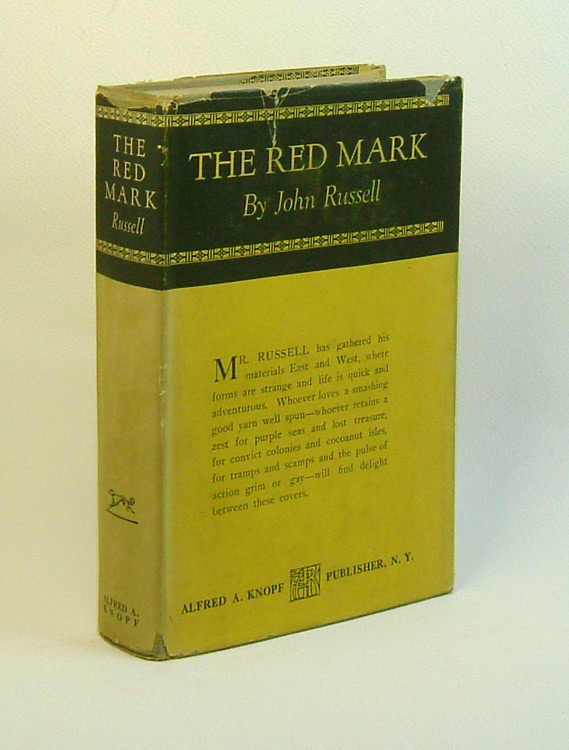 THE
RED
MARK
Russell
ALFRED A.
KNOPF
THE RED MARK
By John Russell
MR. RUSSELL has gathered his
materials East and West, where
forms are strange and life is quick and
adventurous. Whoever loves a smashing
good yarn well spun—whoever retains a
zest for purple seas and lost treasure,
for convict colonies and cocoanut isles,
for tramps and scamps and the pulse of
action grim or gay—will find delight
between these covers.
ALFRED A. KNOPF PUBLISHER, N. Y.